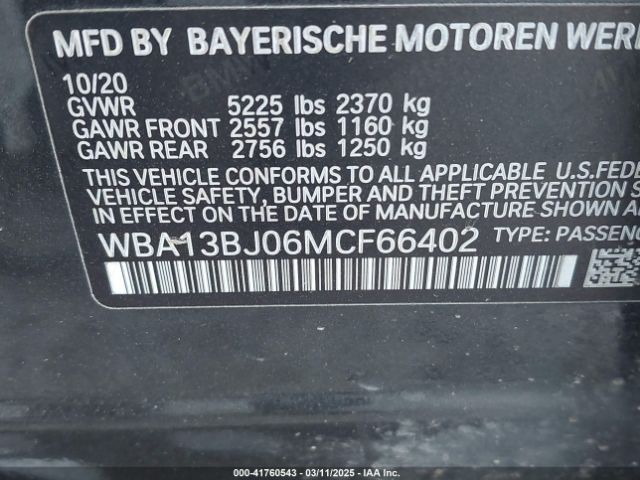 MFD BY BAYERISCHE MOTOREN WER
10/20
GVWR 5225 lbs 2370 kg
GAWR FRONT 2557 lbs 1160 kg
GAWR REAR 2756 lbs 1250 kg
THIS VEHICLE CONFORMS TO ALL APPLICABLE U.S.FEDE
VEHICLE SAFETY, BUMPER AND THEFT PREVENTION S
IN EFFECT ON THE DATE OF MANUFACTURE SHOWN A
WBA13BJ06MCF66402 TYPE: PASSEN
000-41760543 - 03/11/2025 - IAA Inc.